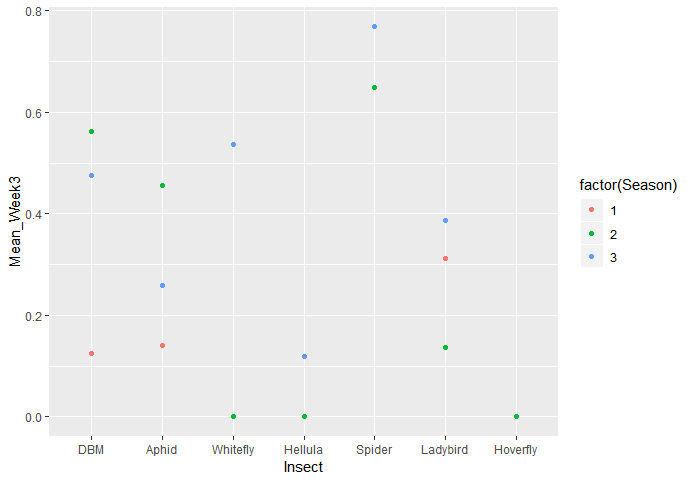 0.8
0.6
0.4
0.2
0.0
Mean_Week3
DBM Aphid Whitefly Hellula Spider Ladybird Hoverfly
Insect
factor(Season)
1
2
3